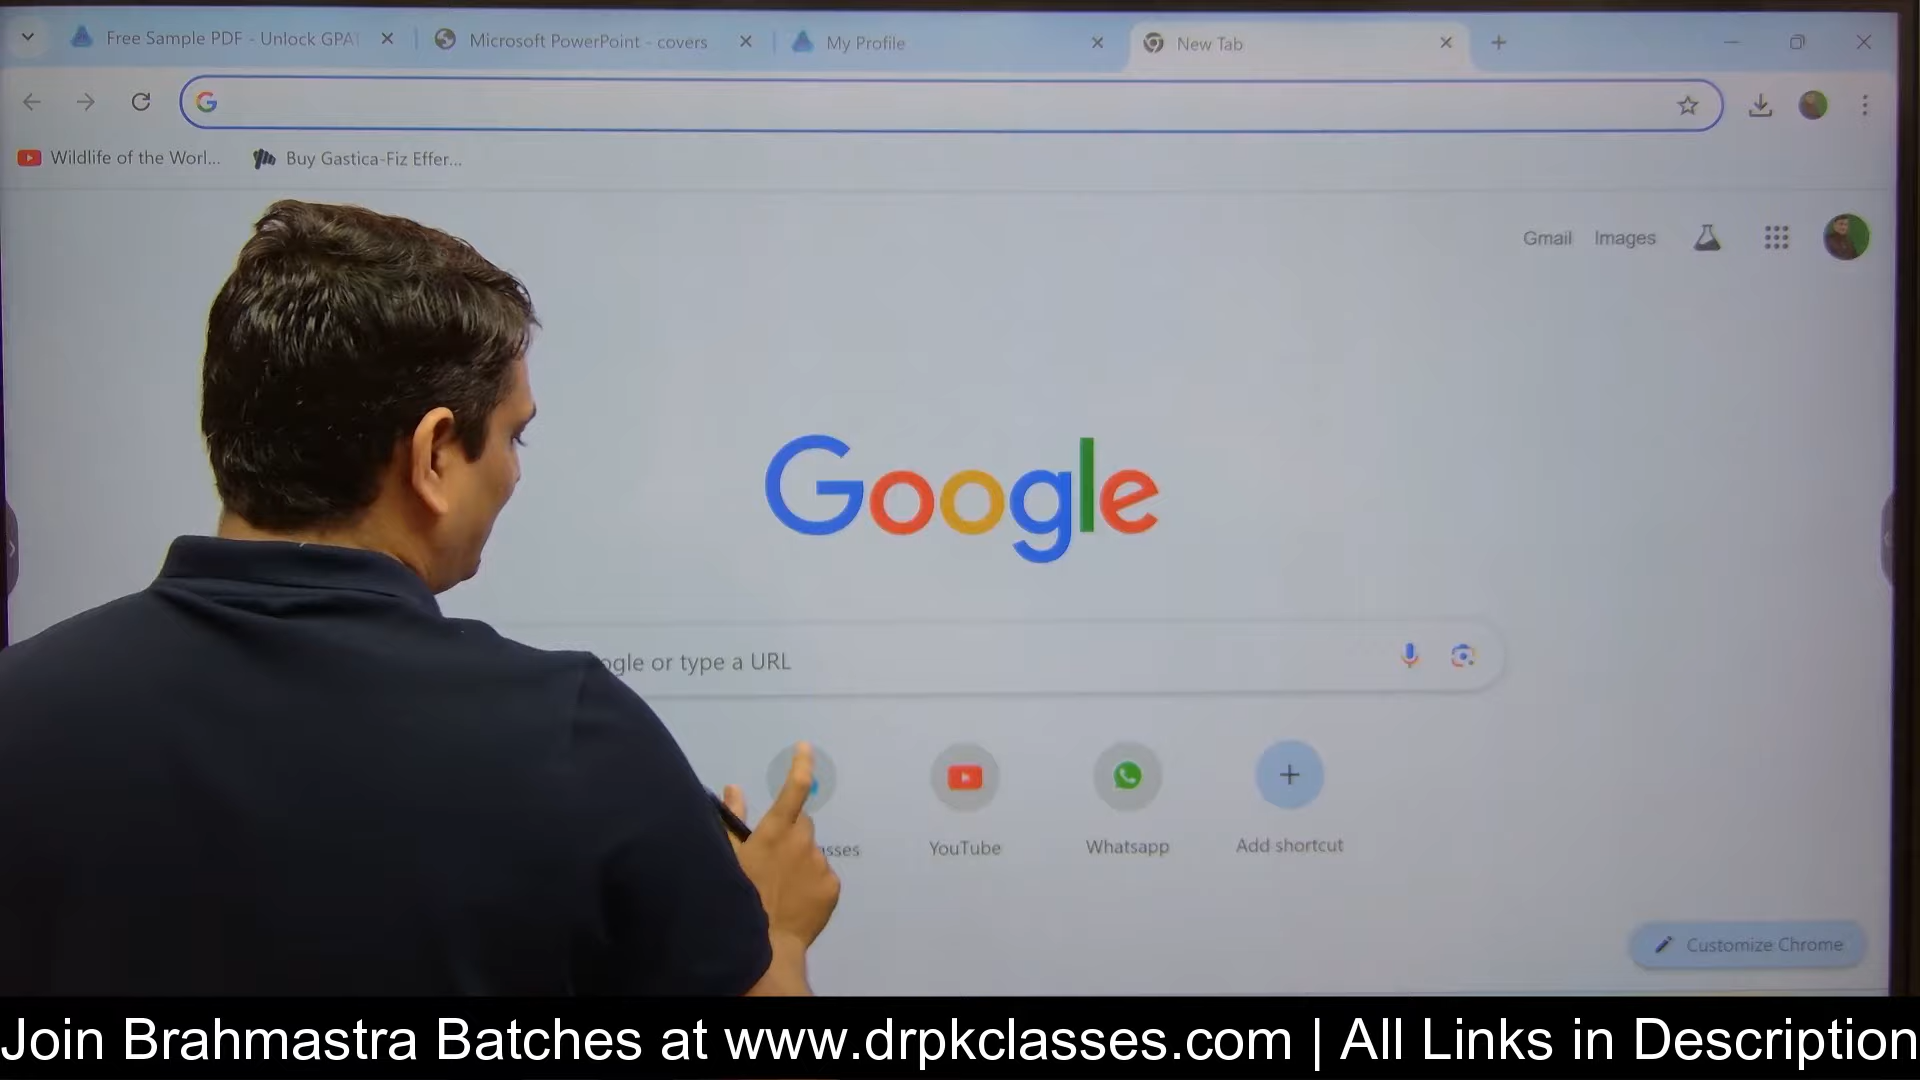 Free Sample PDF - Unlock GPAT
Microsoft PowerPoint - covers
My Profile
New Tab
Wildlife of the Worl...
Buy Gastica-Fiz Effer...
Gmail Images
Google
or type a URL
YouTube
Whatsapp
Add shortcut
Customize Chrome
Join Brahmastra Batches at www.drpkclasses.com | All Links in Description